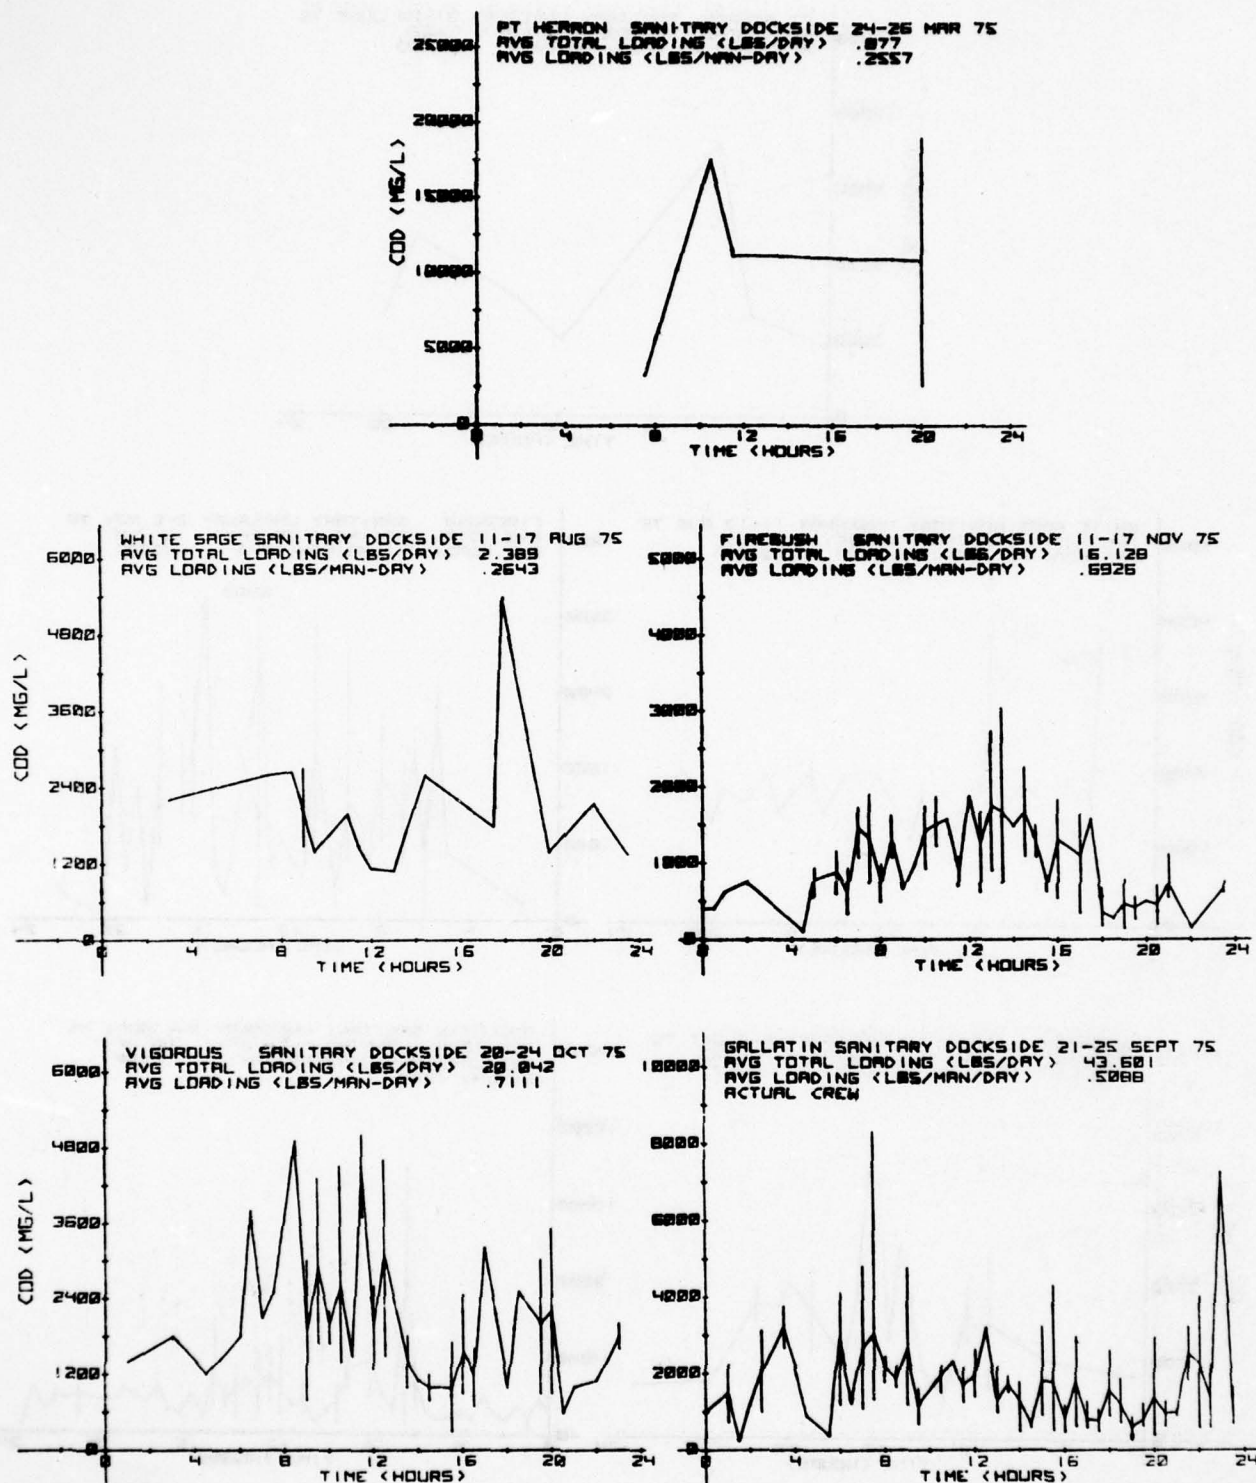 PT HERRON SANITARY DOCKSIDE 24-26 MAR 75
AVG TOTAL LOADING <LBS/DAY> .877
AVG LOADING <LBS/MAN-DAY> .2557
25000
20000
15000
10000
5000
0
COD <MG/L>
4 8 12 16 20 24
TIME <HOURS>
WHITE SAGE SANITARY DOCKSIDE 11-17 AUG 75
AVG TOTAL LOADING <LBS/DAY> 2.389
AVG LOADING <LBS/MAN-DAY> .2643
6000
4800
3600
2400
1200
0
COD <MG/L>
0 4 8 12 16 20 24
TIME <HOURS>
FIREBUSH SANITARY DOCKSIDE 11-17 NOV 75
AVG TOTAL LOADING <LBS/DAY> 16.128
AVG LOADING <LBS/MAN-DAY> .6926
5000
4000
3000
2000
1000
0
0 4 8 12 16 20 24
TIME <HOURS>
VIGOROUS SANITARY DOCKSIDE 20-24 OCT 75
AVG TOTAL LOADING <LBS/DAY> 20.042
AVG LOADING <LBS/MAN-DAY> .7111
6000
4800
3600
2400
1200
0
COD <MG/L>
0 4 8 12 16 20 24
TIME <HOURS>
GALLATIN SANITARY DOCKSIDE 21-25 SEPT 75
AVG TOTAL LOADING <LBS/DAY> 43.601
AVG LOADING <LBS/MAN/DAY> .5088
ACTUAL CREW
10000
8000
6000
4000
2000
0
0 4 8 12 16 20 24
TIME <HOURS>